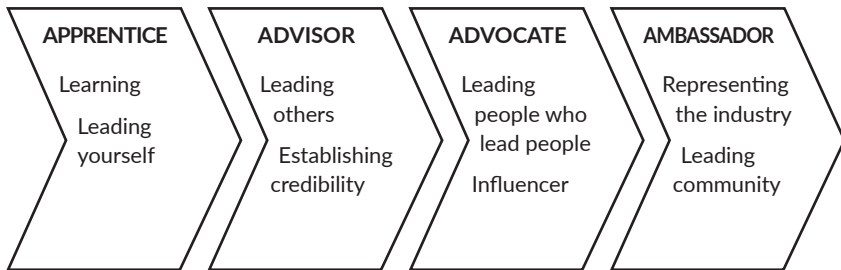 APPRENTICE
Learning
Leading
yourself
ADVISOR
Leading
others
Establishing
credibility
ADVOCATE
Leading
people who
lead people
Influencer
AMBASSADOR
Representing
the industry
Leading
community